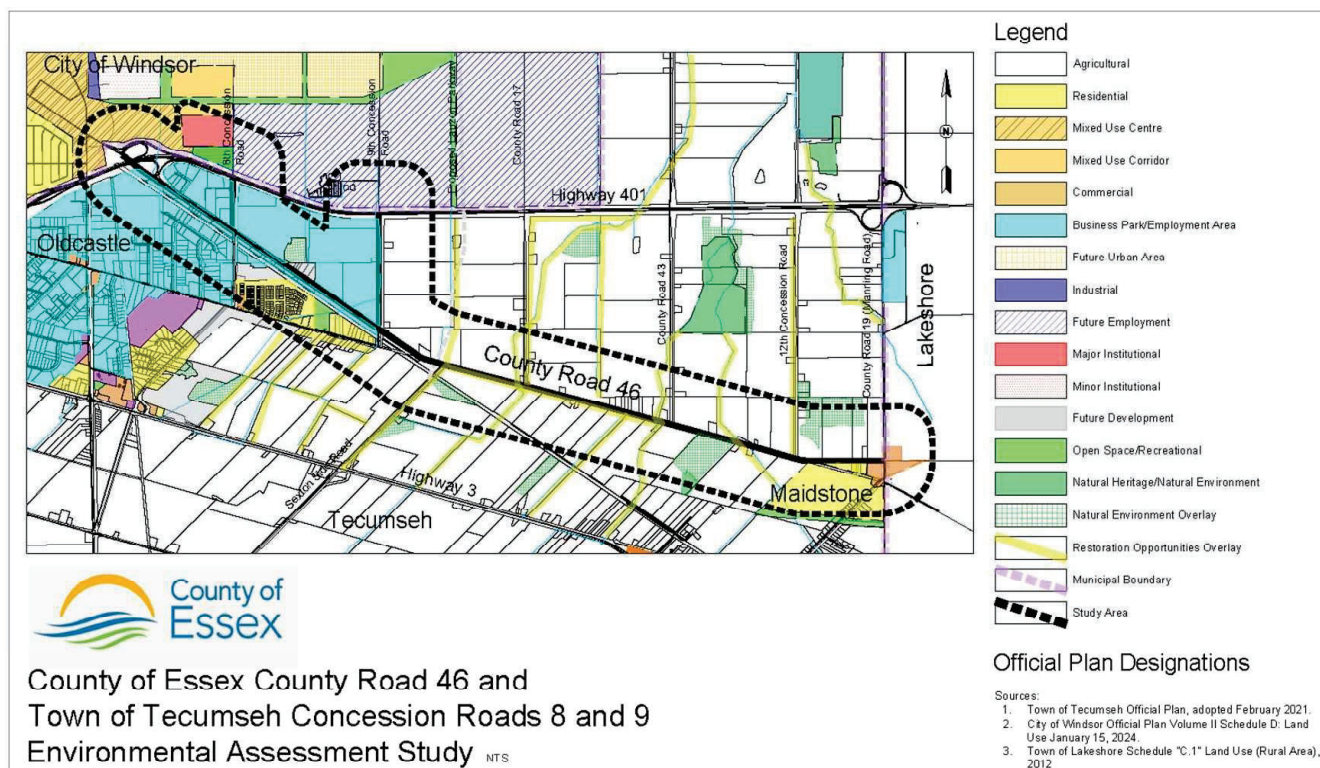 Legend
Agricultural
Residential
Mixed Use Centre
Mixed Use Corridor
Commercial
Business Park/Employment Area
Future Urban Area
Industrial
Future Employment
Major Institutional
Minor Institutional
Future Development
Open Space/Recreational
Natural Heritage/Natural Environment
Natural Environment Overlay
Restoration Opportunities Overlay
Municipal Boundary
Study Area
City of Windsor
8th Concession
Road
9th Concession
Road
Lauzon Parkway
County Road 17
N
Highway 401
Oldcastle
County Road 43
12th Concession Road
County Road 19 (Manning Road)
Lakeshore
County Road 46
Road
Highway 3
Tecumseh
Maidstone
County of
Essex
County of Essex County Road 46 and
Town of Tecumseh Concession Roads 8 and 9
Environmental Assessment Study NTS
Official Plan Designations
Sources:
1. Town of Tecumseh Official Plan, adopted February 2021.
2. City of Windsor Official Plan Volume II Schedule D: Land
Use January 15, 2024.
3. Town of Lakeshore Schedule "C.1" Land Use (Rural Area),
2012